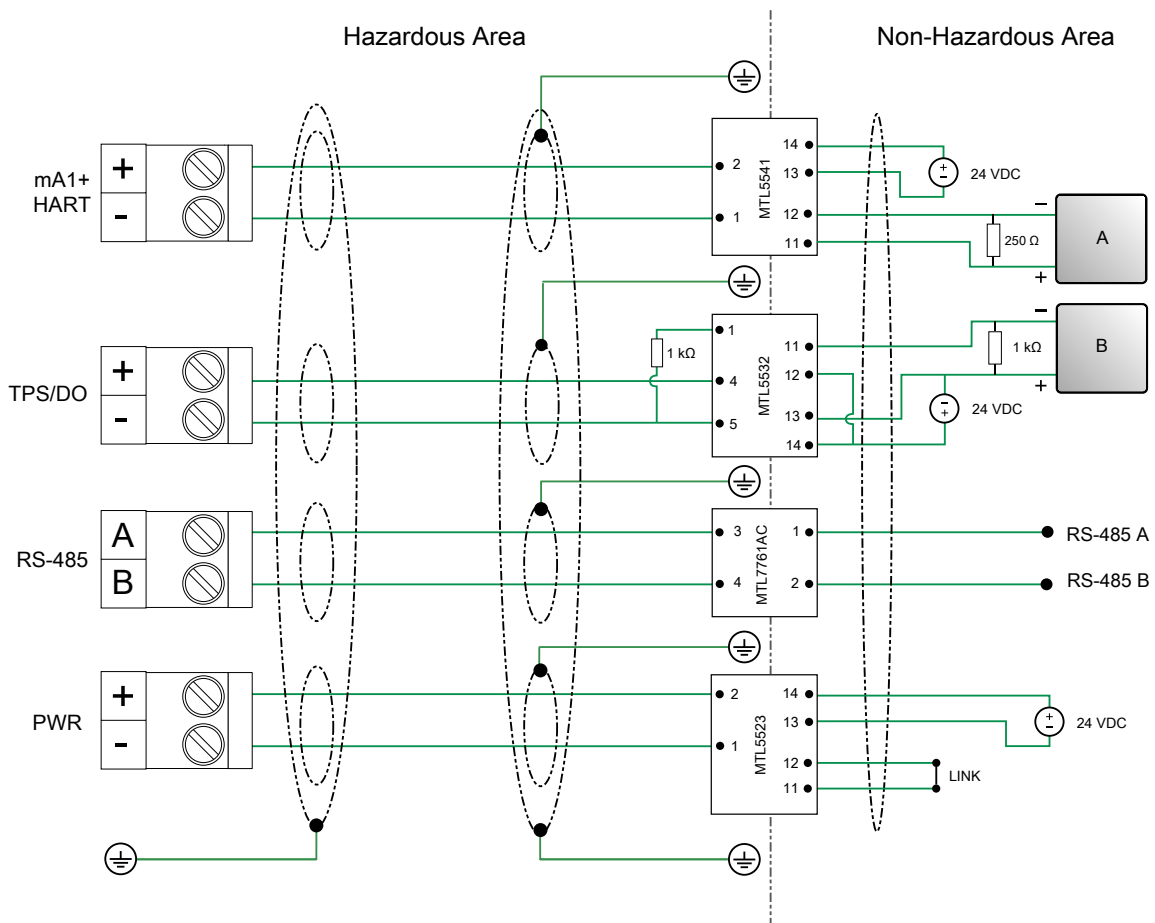 Hazardous Area
Non-Hazardous Area
mA1+
HART
+
-
2
1
MTL5541
14
13
12
11
+
-
24 VDC
250 Ω
-
+
A
TPS/DO
+
-
1 kΩ
1
4
5
MTL5532
11
12
13
14
-
+
24 VDC
1 kΩ
-
+
B
RS-485
A
B
3
4
MTL7761AC
1
2
RS-485 A
RS-485 B
PWR
+
-
2
1
MTL5523
14
13
12
11
+
-
24 VDC
LINK